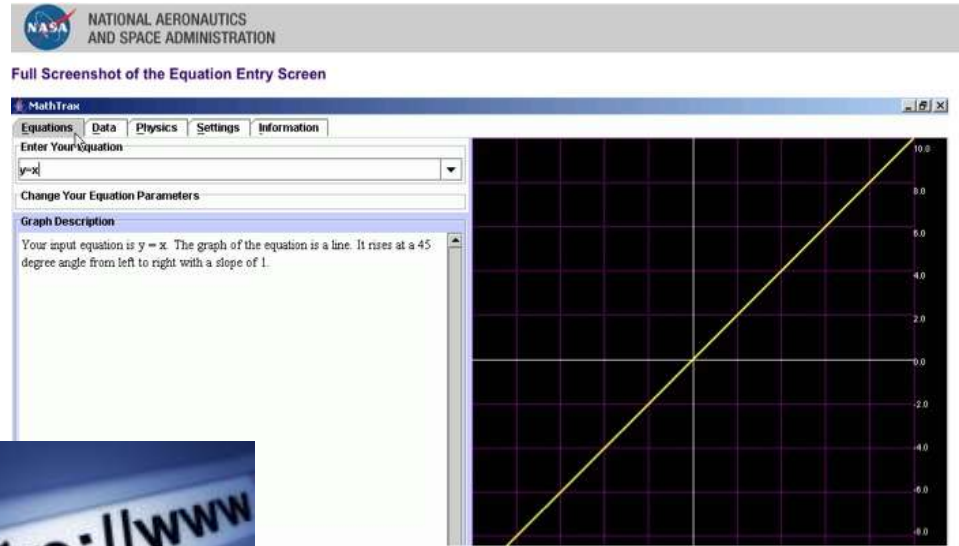 NASA
NATIONAL AERONAUTICS
AND SPACE ADMINISTRATION
Full Screenshot of the Equation Entry Screen
MathTrax
Equations Data Physics Settings Information
Enter Your Equation
y=x
Change Your Equation Parameters
Graph Description
Your input equation is y = x. The graph of the equation is a line. It rises at a 45
degree angle from left to right with a slope of 1.
10.0
8.0
6.0
4.0
2.0
0.0
-2.0
-4.0
-6.0
-8.0
://www